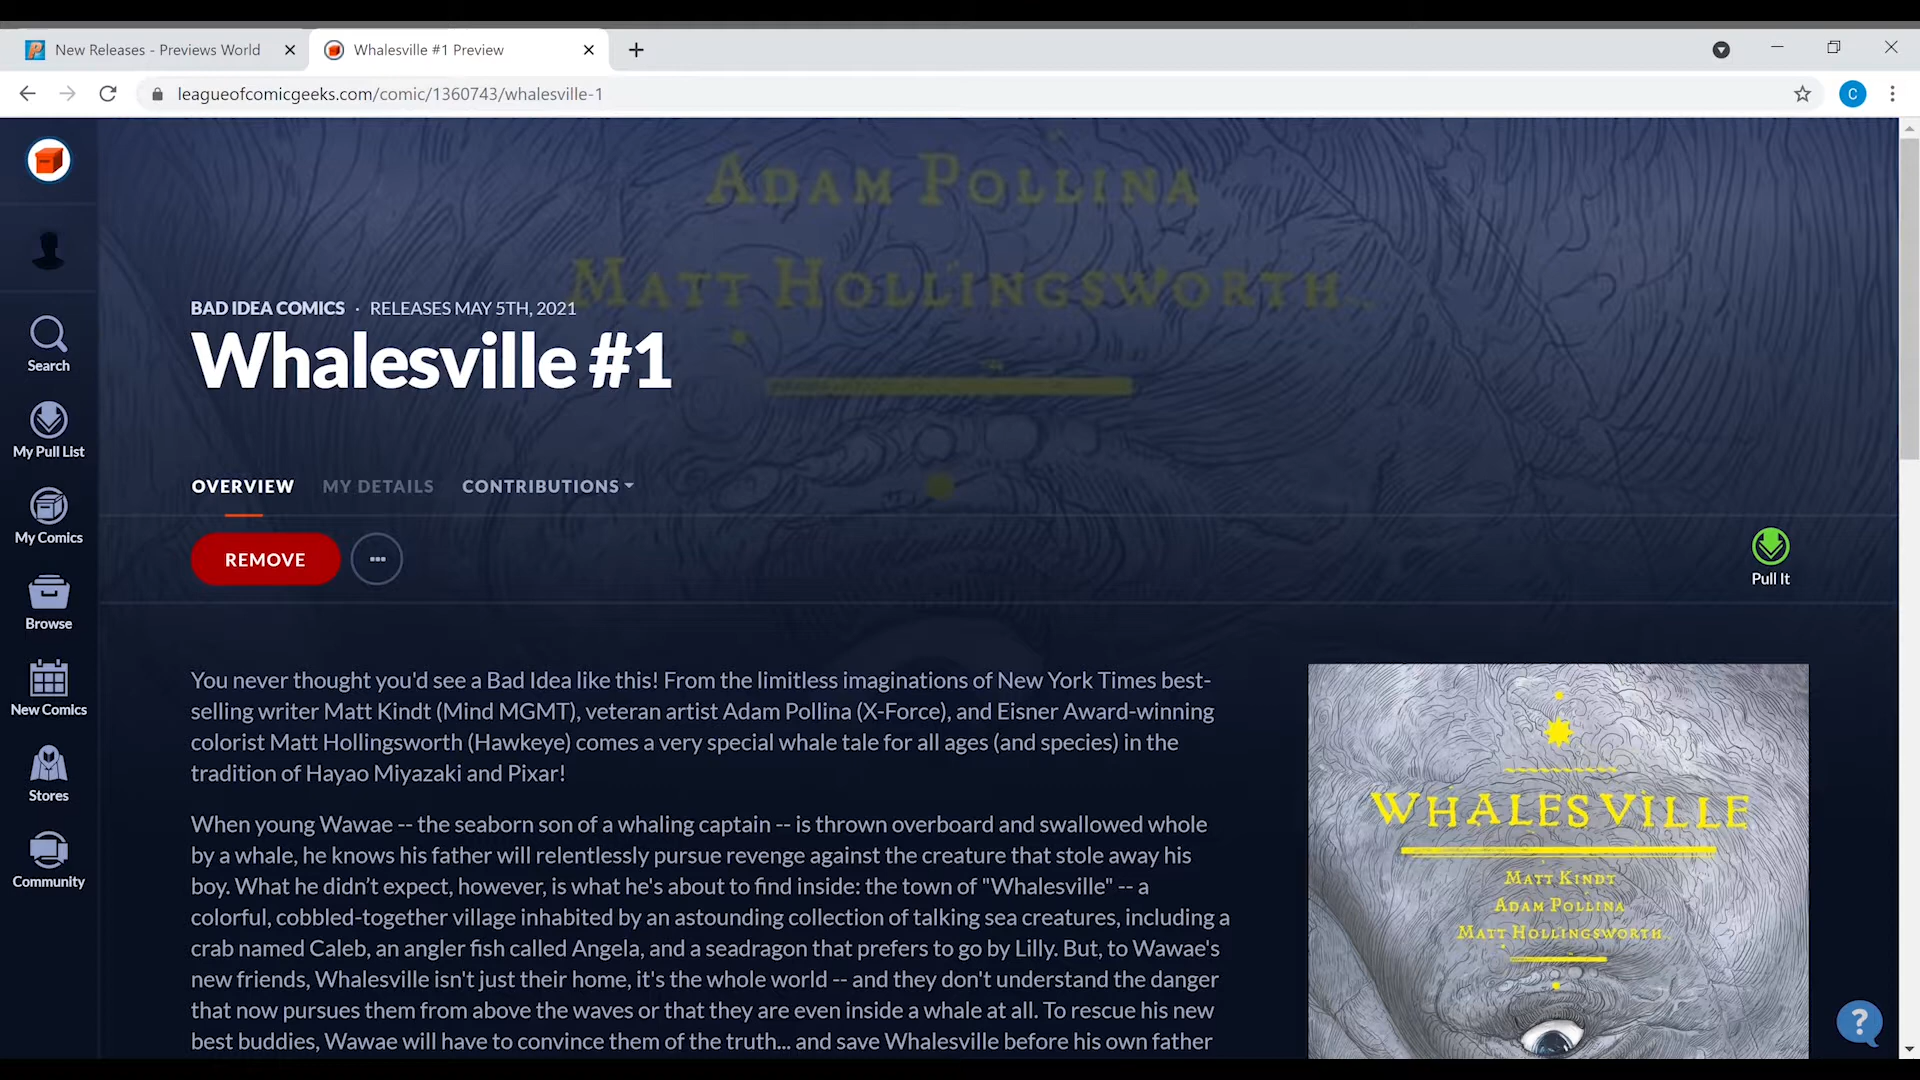 New Releases - Previews World
Whalesville #1 Preview
leagueofcomicgeeks.com/comic/1360743/whalesville-1
C
ADAM POLLINA
MATT HOLLINGSWORTH
BAD IDEA COMICS · RELEASES MAY 5TH, 2021
Whalesville #1
Search
My Pull List
My Comics
Browse
New Comics
Stores
Community
OVERVIEW
MY DETAILS
CONTRIBUTIONS
REMOVE
Pull It
You never thought you'd see a Bad Idea like this! From the limitless imaginations of New York Times best-
selling writer Matt Kindt (Mind MGMT), veteran artist Adam Pollina (X-Force), and Eisner Award-winning
colorist Matt Hollingsworth (Hawkeye) comes a very special whale tale for all ages (and species) in the
tradition of Hayao Miyazaki and Pixar!
When young Wawae -- the seaborn son of a whaling captain -- is thrown overboard and swallowed whole
by a whale, he knows his father will relentlessly pursue revenge against the creature that stole away his
boy. What he didn’t expect, however, is what he's about to find inside: the town of "Whalesville" -- a
colorful, cobbled-together village inhabited by an astounding collection of talking sea creatures, including a
crab named Caleb, an angler fish called Angela, and a seadragon that prefers to go by Lilly. But, to Wawae's
new friends, Whalesville isn't just their home, it's the whole world -- and they don't understand the danger
that now pursues them from above the waves or that they are even inside a whale at all. To rescue his new
best buddies, Wawae will have to convince them of the truth... and save Whalesville before his own father
WHALESVILLE
MATT KINDT
ADAM POLLINA
MATT HOLLINGSWORTH
?